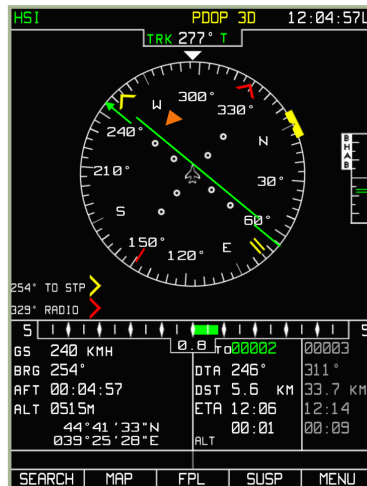 HSI PDOP 3D 12:04:57L
TRK 277° T
300°
W 330°
240° N
210° 30°
S 60°
150° E
120°
B
H
A
B
254° TO STP
329° RADIO
S 0.8 S
GS 240 KMH TO 00002 00003
BRG 254° DTA 246° 311°
AFT 00:04:57 DST 5.6 KM 33.7 KM
ALT 0515M ETA 12:06 12:14
44°41'33"N 00:01 00:09
039°25'28"E ALT
SEARCH MAP FPL SUSP MENU